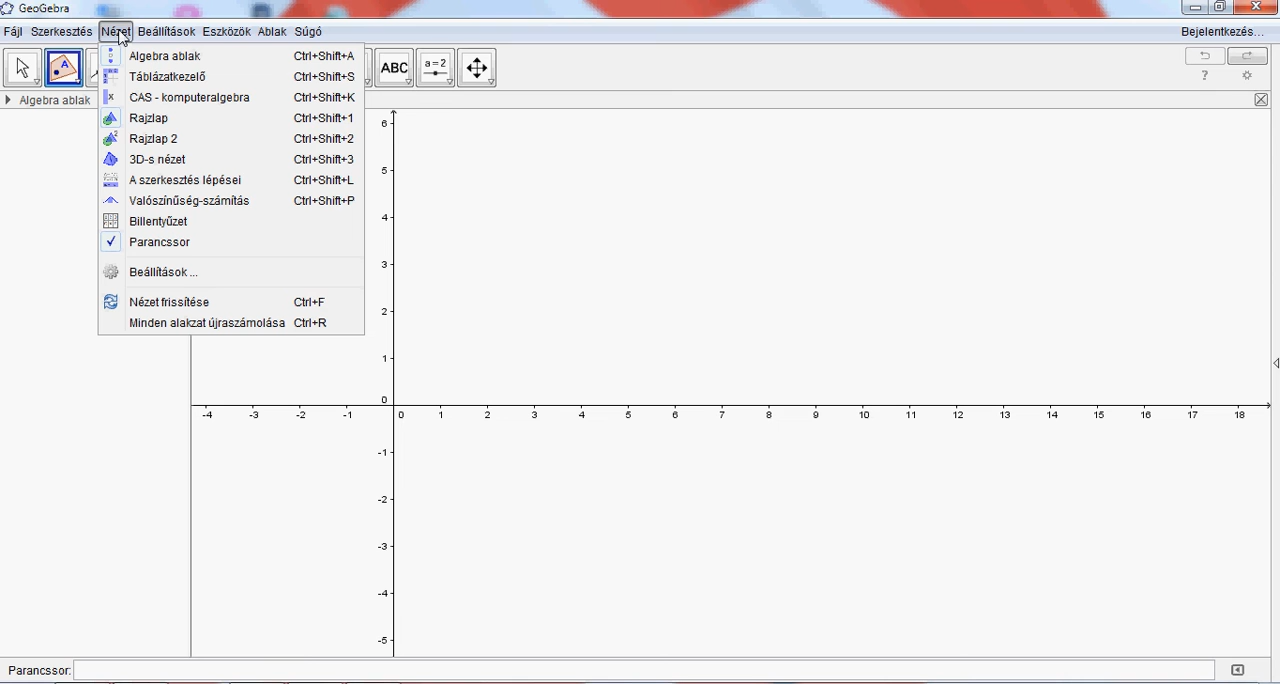 GeoGebra
Fájl Szerkesztés Nézet Beállítások Eszközök Ablak Súgó Bejelentkezés...
A ABC a=2
?
Algebra ablak
Algebra ablak Ctrl+Shift+A
Táblázatkezelő Ctrl+Shift+S
x CAS - komputeralgebra Ctrl+Shift+K
Rajzlap Ctrl+Shift+1
2 Rajzlap 2 Ctrl+Shift+2
3D-s nézet Ctrl+Shift+3
A szerkesztés lépései Ctrl+Shift+L
Valószínűség-számítás Ctrl+Shift+P
Billentyűzet
Parancssor
Beállítások ...
Nézet frissítése Ctrl+F
Minden alakzat újraszámolása Ctrl+R
6
5
4
3
2
1
0
-4 -3 -2 -1 0 1 2 3 4 5 6 7 8 9 10 11 12 13 14 15 16 17 18
-1
-2
-3
-4
-5
Parancssor: